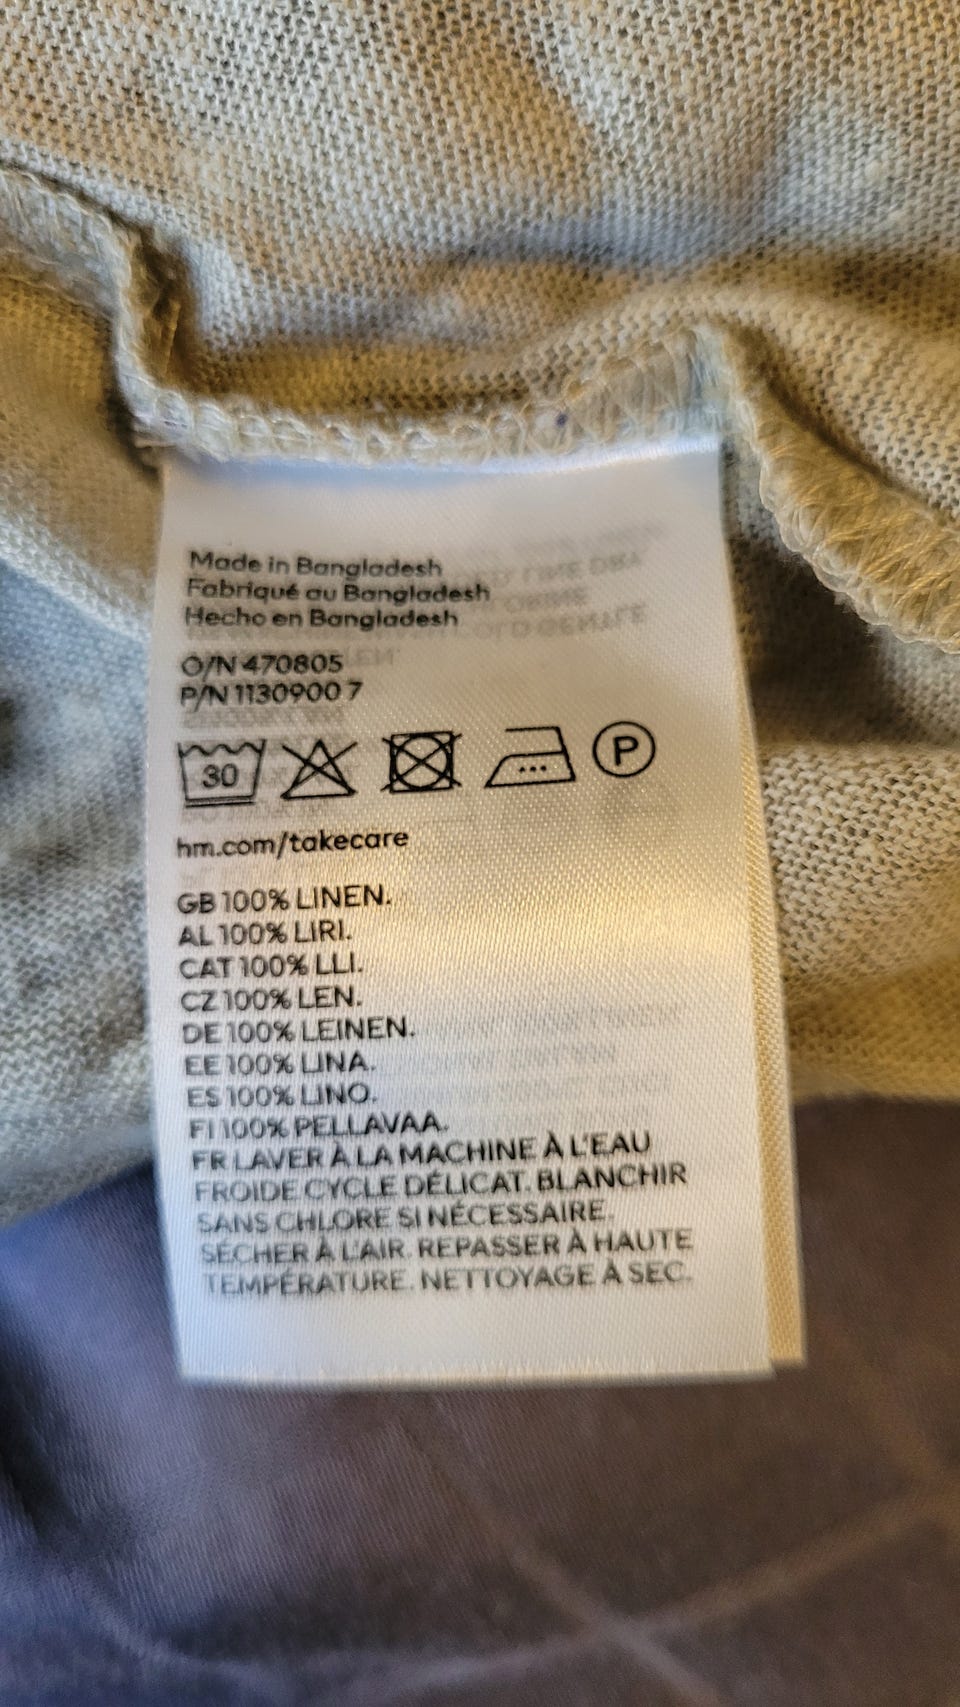 Made in Bangladesh
Fabriqué au Bangladesh
Hecho en Bangladesh
O/N 470805
P/N 1130900 7
30
P
hm.com/takecare
GB 100% LINEN.
AL 100% LIRI.
CAT 100% LLI.
CZ 100% LEN.
DE 100% LEINEN.
EE 100% LINA.
ES 100% LINO.
FI 100% PELLAVAA.
FR LAVER À LA MACHINE À L'EAU
FROIDE CYCLE DÉLICAT. BLANCHIR
SANS CHLORE SI NÉCESSAIRE.
SÉCHER À L'AIR. REPASSER À HAUTE
TEMPÉRATURE. NETTOYAGE À SEC.